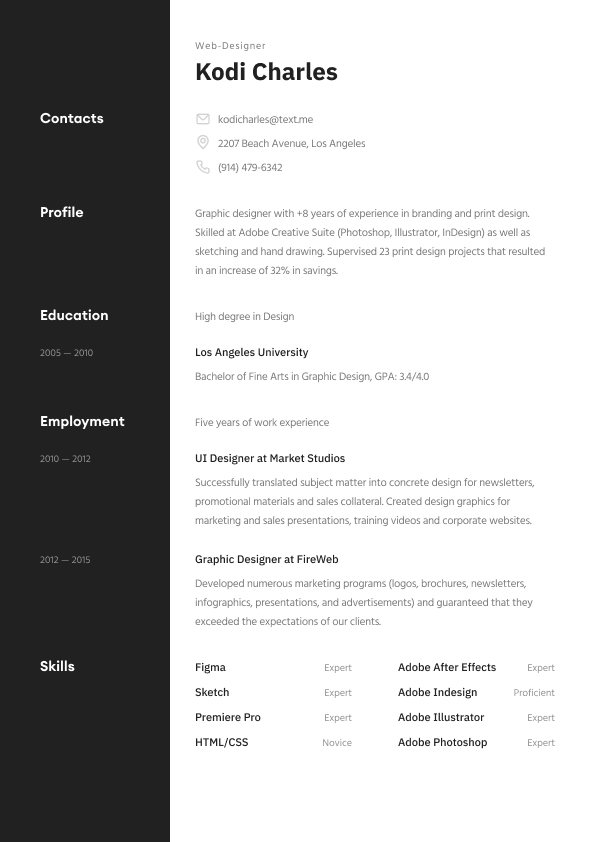 Web-Designer
Kodi Charles
Contacts
kodicharles@text.me
2207 Beach Avenue, Los Angeles
(914) 479-6342
Profile
Graphic designer with +8 years of experience in branding and print design.
Skilled at Adobe Creative Suite (Photoshop, Illustrator, InDesign) as well as
sketching and hand drawing. Supervised 23 print design projects that resulted
in an increase of 32% in savings.
Education
High degree in Design
2005 — 2010
Los Angeles University
Bachelor of Fine Arts in Graphic Design, GPA: 3.4/4.0
Employment
Five years of work experience
2010 — 2012
UI Designer at Market Studios
Successfully translated subject matter into concrete design for newsletters,
promotional materials and sales collateral. Created design graphics for
marketing and sales presentations, training videos and corporate websites.
2012 — 2015
Graphic Designer at FireWeb
Developed numerous marketing programs (logos, brochures, newsletters,
infographics, presentations, and advertisements) and guaranteed that they
exceeded the expectations of our clients.
Skills
Figma Expert
Sketch Expert
Premiere Pro Expert
HTML/CSS Novice
Adobe After Effects Expert
Adobe Indesign Proficient
Adobe Illustrator Expert
Adobe Photoshop Expert